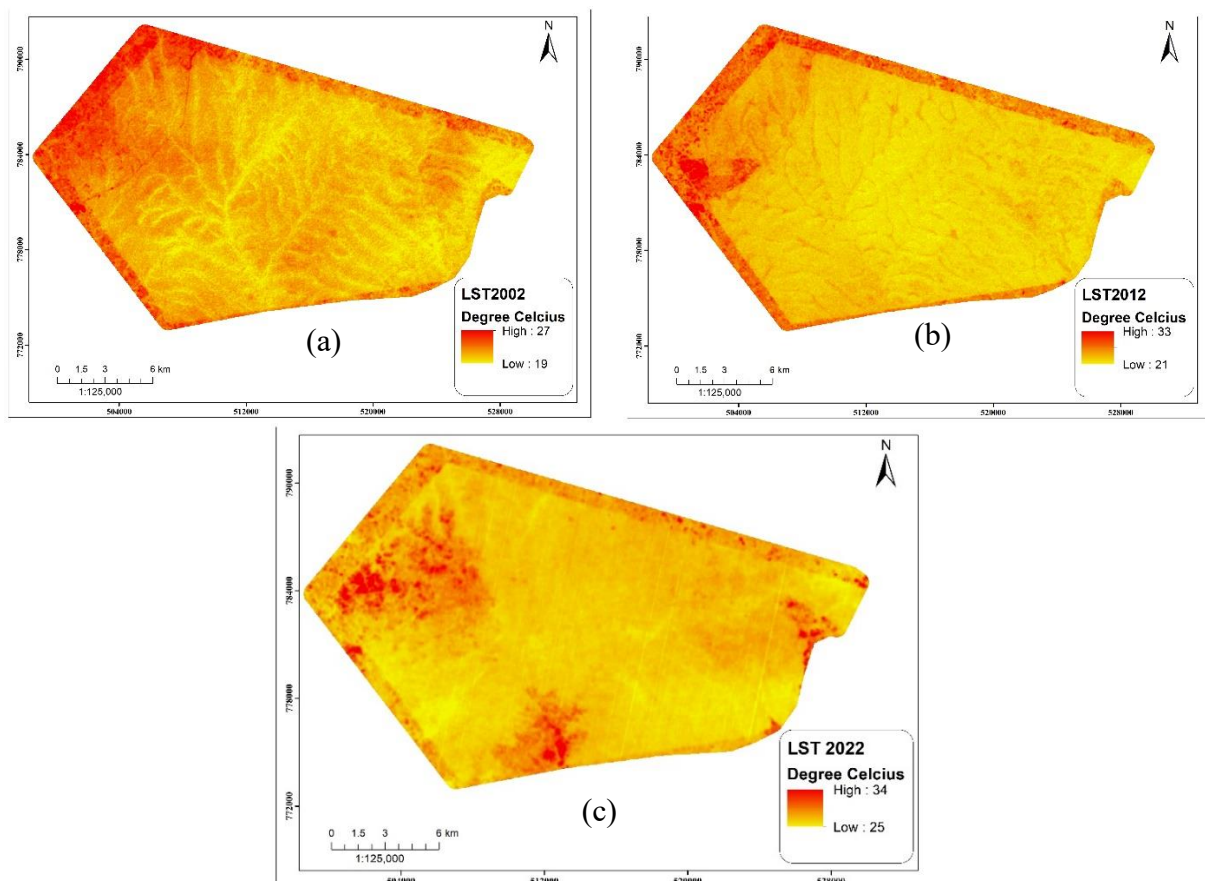 N
790000
784000
778000
772000
LST2002
Degree Celcius
High : 27
Low : 19
(a)
0 1.5 3 6 km
1:125,000
504000 512000 520000 528000
N
790000
784000
778000
772000
LST2012
Degree Celcius
High : 33
Low : 21
(b)
0 1.5 3 6 km
1:125,000
504000 512000 520000 528000
N
790000
784000
778000
772000
LST 2022
Degree Celcius
High : 34
Low : 25
(c)
0 1.5 3 6 km
1:125,000